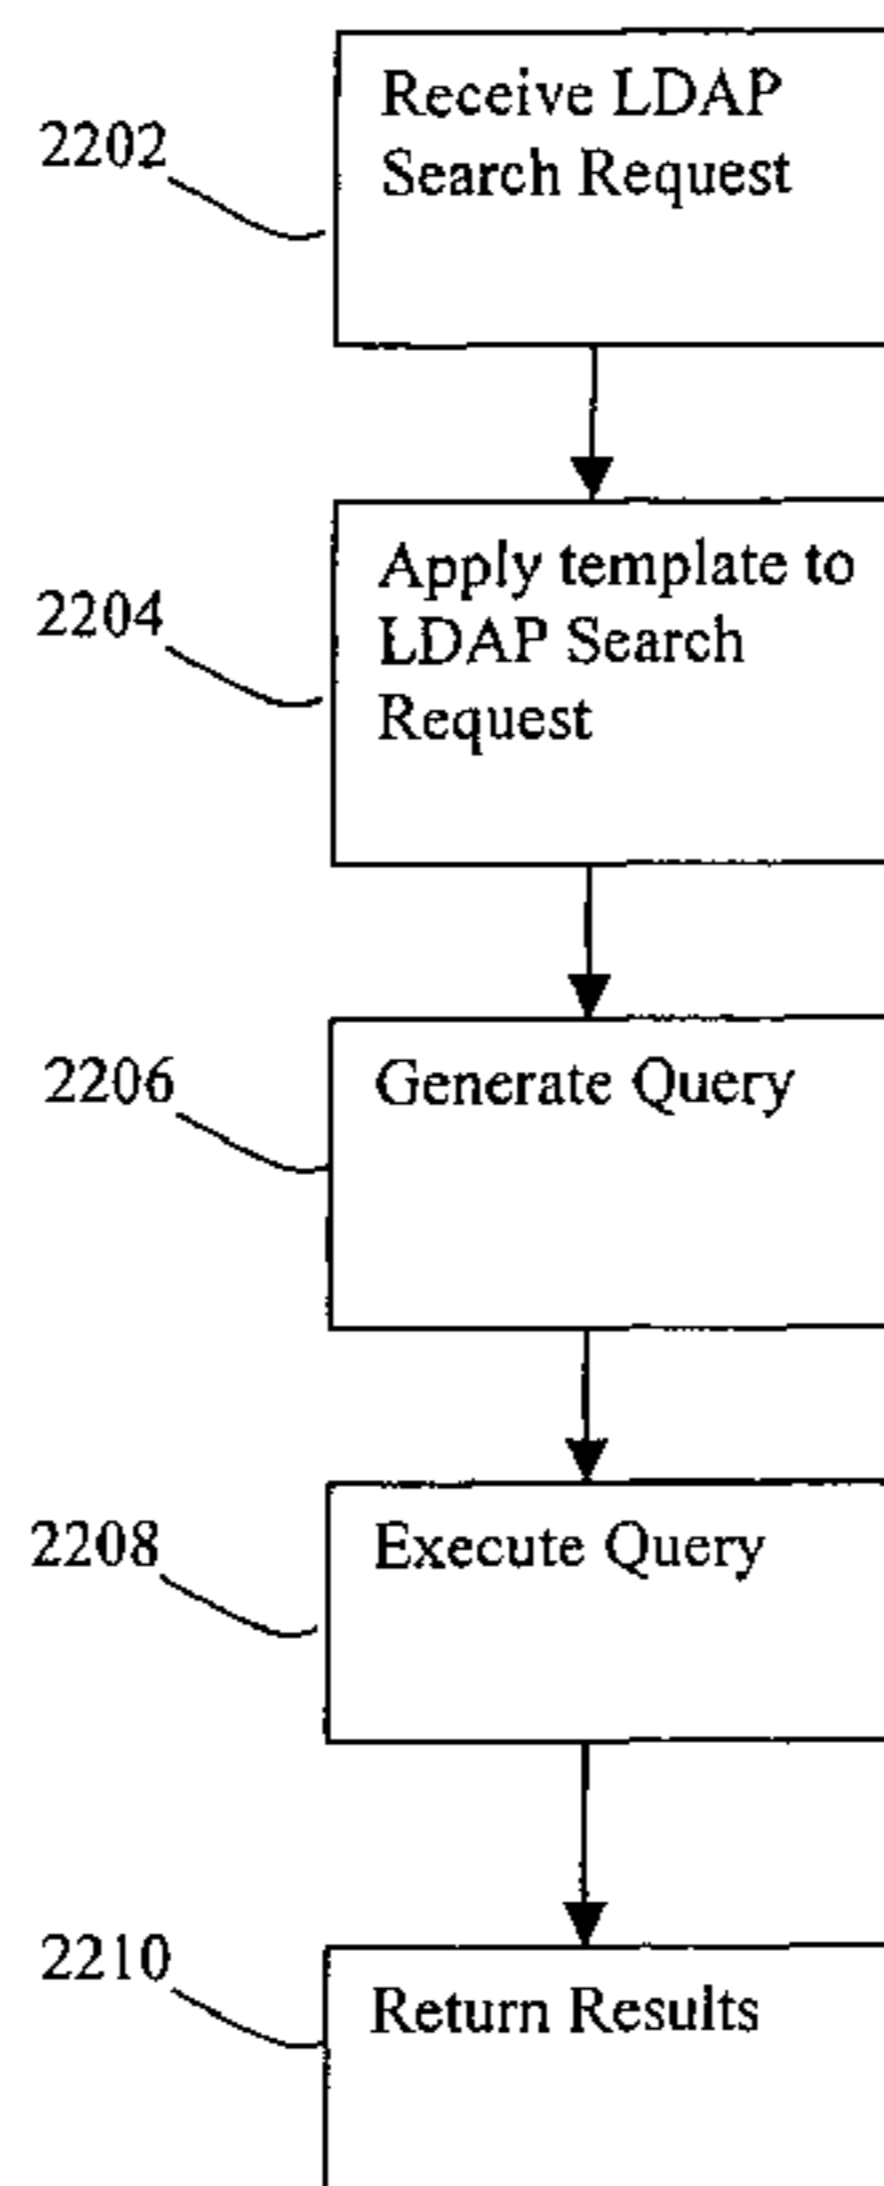 2202
Receive LDAP
Search Request
2204
Apply template to
LDAP Search
Request
2206
Generate Query
2208
Execute Query
2210
Return Results